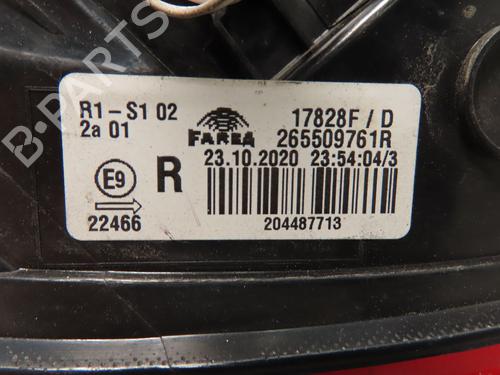 B-PARTS
R1-S1 02
2a 01
FAREA
17828F / D
265509761R
23.10.2020 23:54:04/3
E9
R
22466
204487713